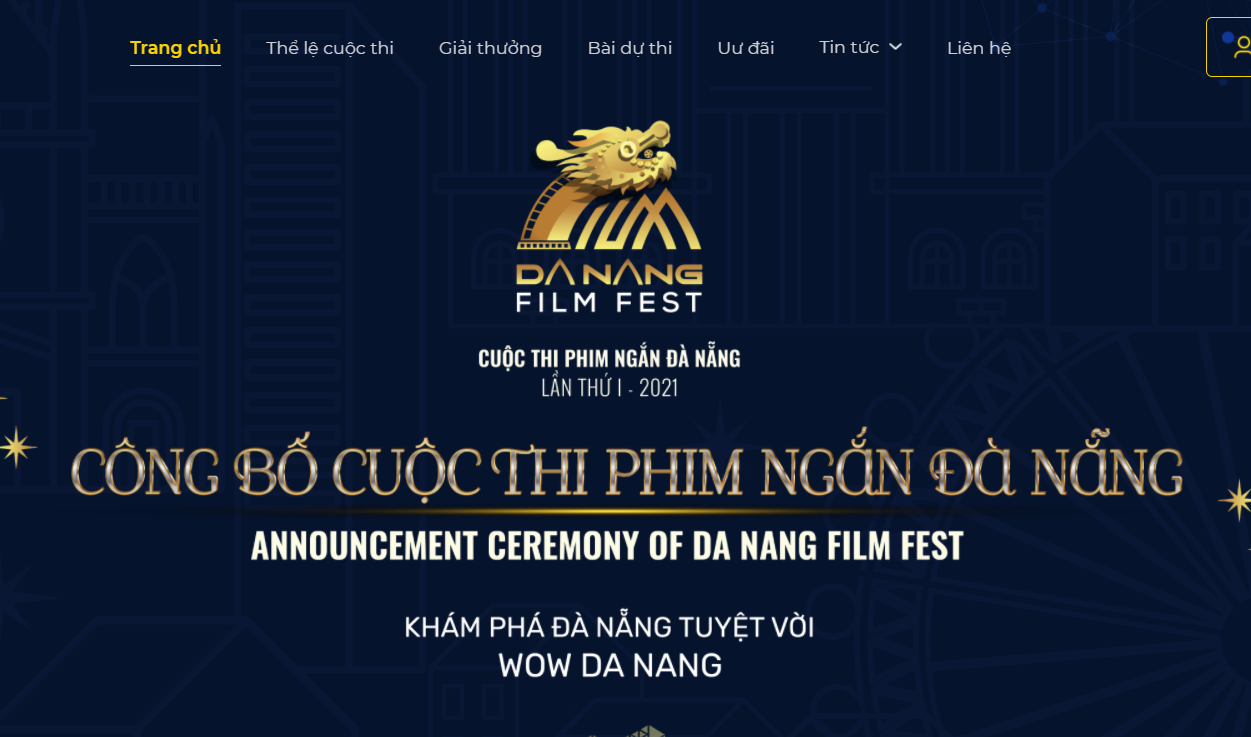 Trang chủ
Thể lệ cuộc thi
Giải thưởng
Bài dự thi
Ưu đãi
Tin tức
Liên hệ
DA NANG
FILM FEST
CUỘC THI PHIM NGẮN ĐÀ NẴNG
LẦN THỨ I - 2021
CÔNG BỐ CUỘC THI PHIM NGẮN ĐÀ NẴNG
ANNOUNCEMENT CEREMONY OF DA NANG FILM FEST
KHÁM PHÁ ĐÀ NẴNG TUYỆT VỜI
WOW DA NANG